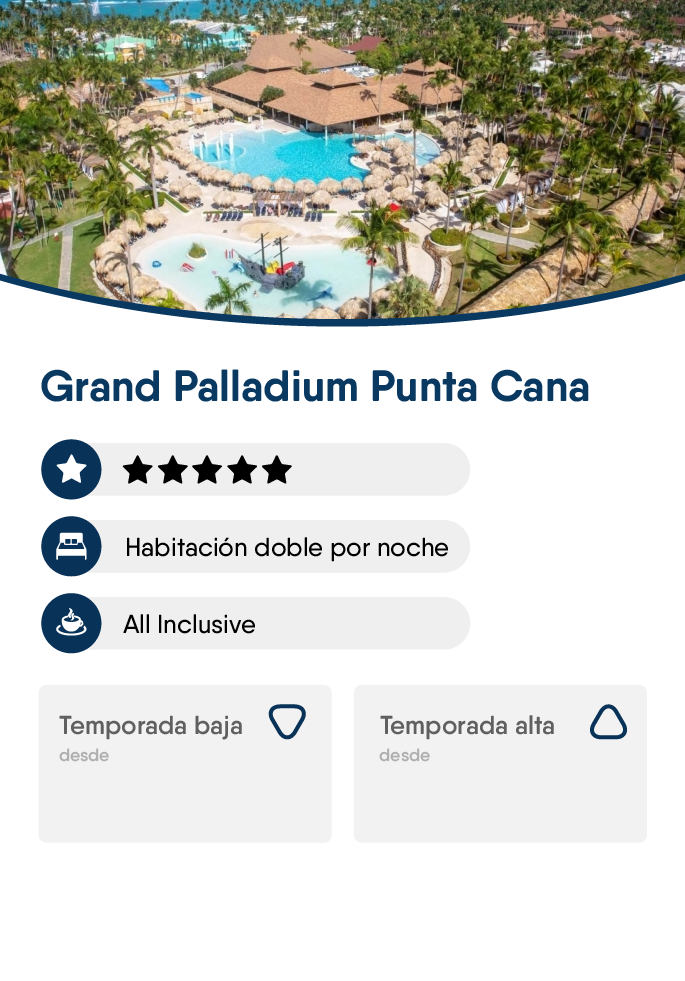 Grand Palladium Punta Cana
Habitación doble por noche
All Inclusive
Temporada baja
desde
Temporada alta
desde